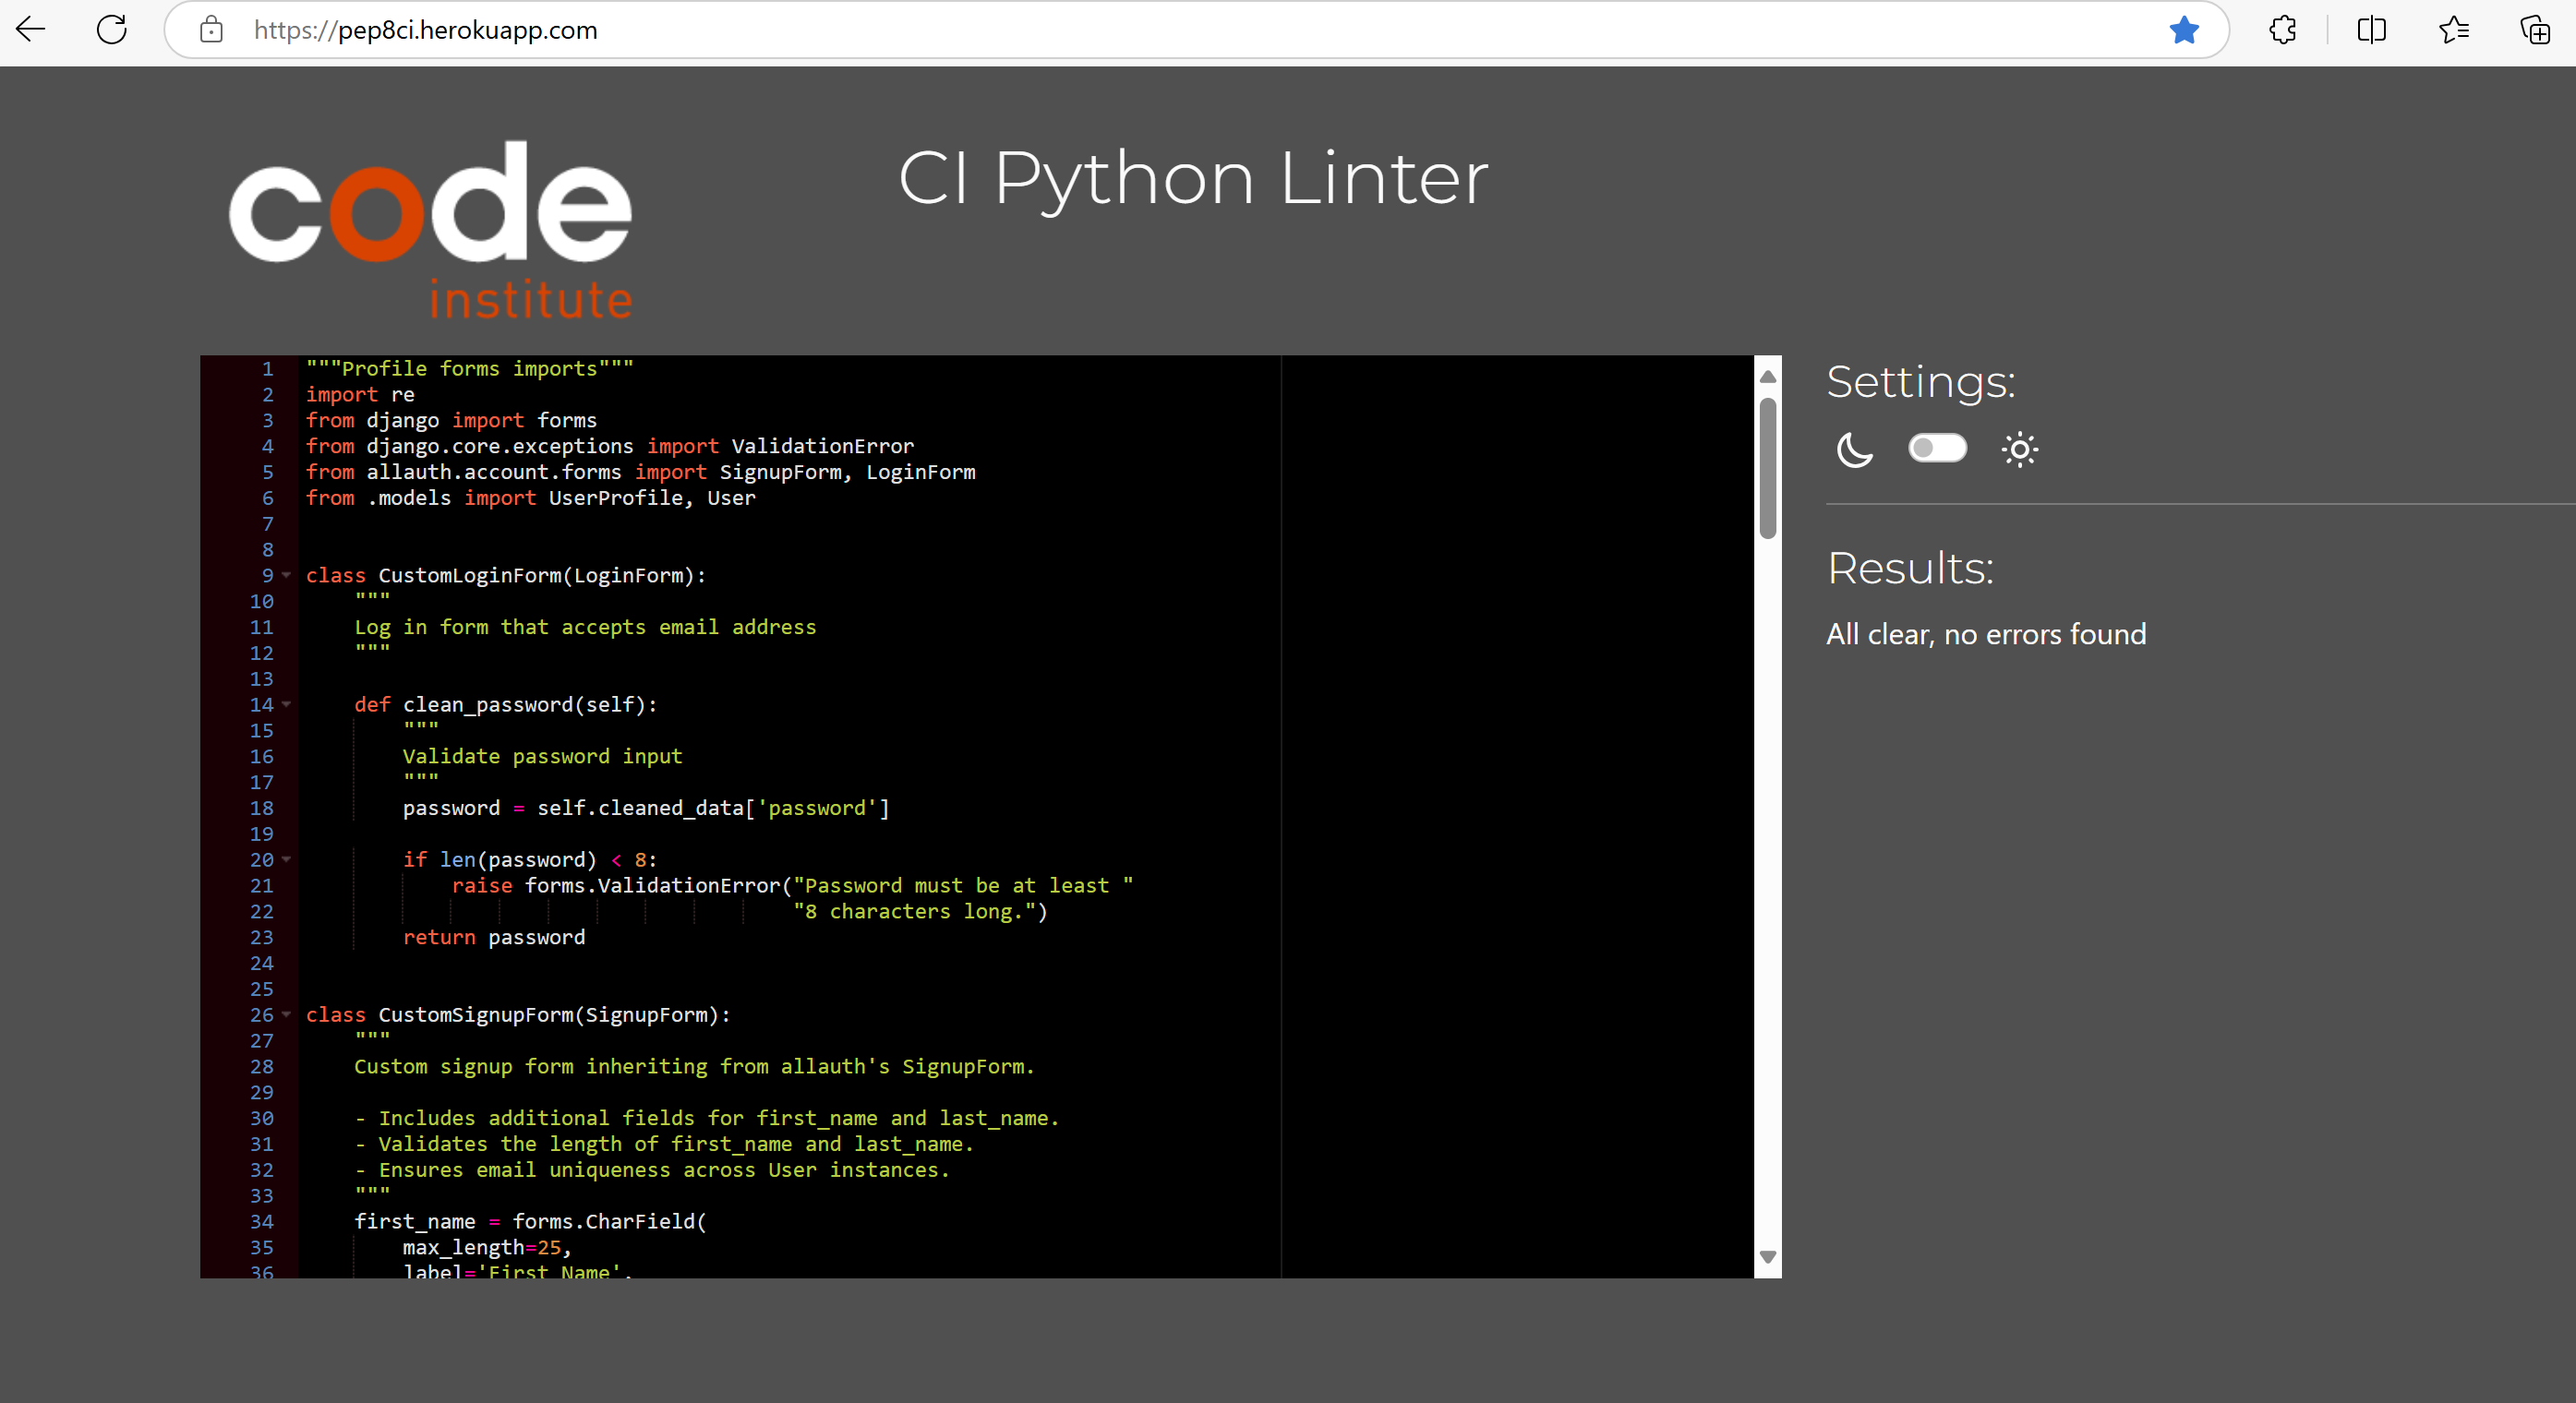 https://pep8ci.herokuapp.com
code
institute
CI Python Linter
1 """Profile forms imports"""
2 import re
3 from django import forms
4 from django.core.exceptions import ValidationError
5 from allauth.account.forms import SignupForm, LoginForm
6 from .models import UserProfile, User
7
8
9 class CustomLoginForm(LoginForm):
10     """
11     Log in form that accepts email address
12     """
13
14     def clean_password(self):
15         """
16         Validate password input
17         """
18         password = self.cleaned_data['password']
19
20         if len(password) < 8:
21             raise forms.ValidationError("Password must be at least "
22                                         "8 characters long.")
23         return password
24
25
26 class CustomSignupForm(SignupForm):
27     """
28     Custom signup form inheriting from allauth's SignupForm.
29
30     - Includes additional fields for first_name and last_name.
31     - Validates the length of first_name and last_name.
32     - Ensures email uniqueness across User instances.
33     """
34     first_name = forms.CharField(
35         max_length=25,
36         label='First Name',
Settings:
Results:
All clear, no errors found